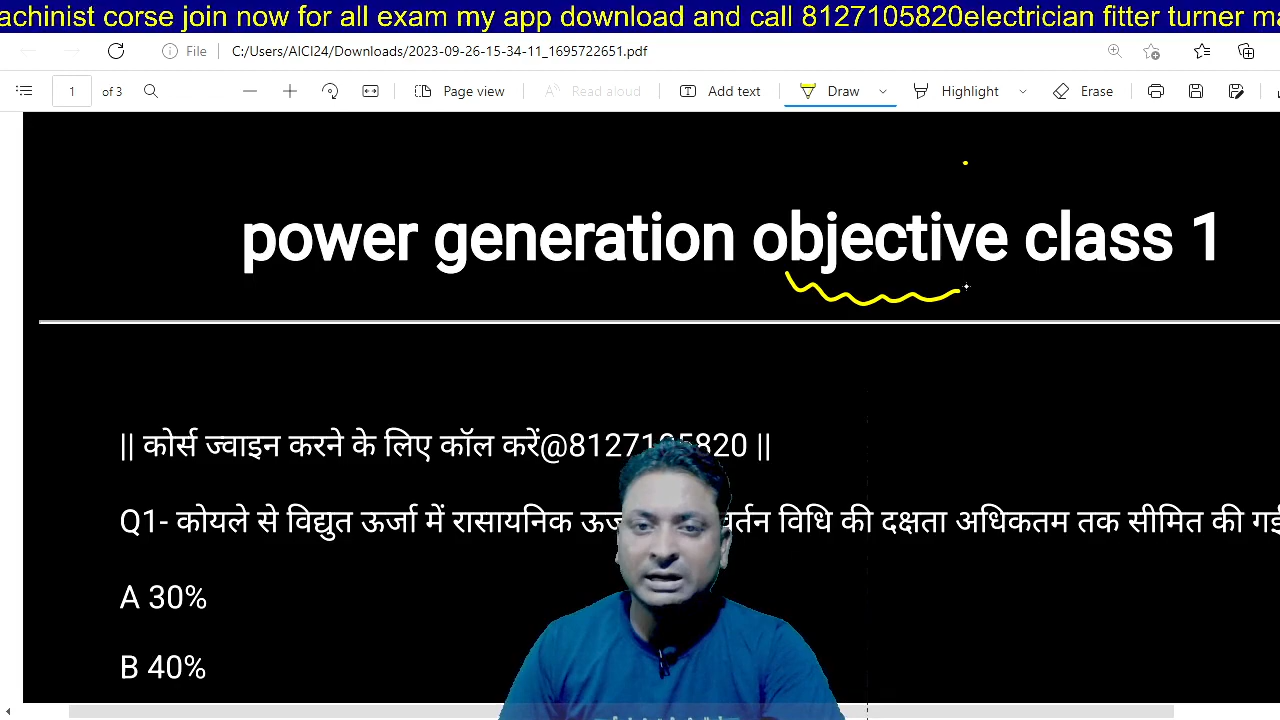 achinist corse join now for all exam my app download and call 8127105820electrician fitter turner ma
File C:/Users/AICI24/Downloads/2023-09-26-15-34-11_1695722651.pdf
1 of 3 Page view Read aloud Add text Draw Highlight Erase
power generation objective class 1
|| कोर्स ज्वाइन करने के लिए कॉल करें@8127105820 ||
Q1- कोयले से विद्युत ऊर्जा में रासायनिक विधि की दक्षता अधिकतम तक सीमित की गई
A 30%
B 40%